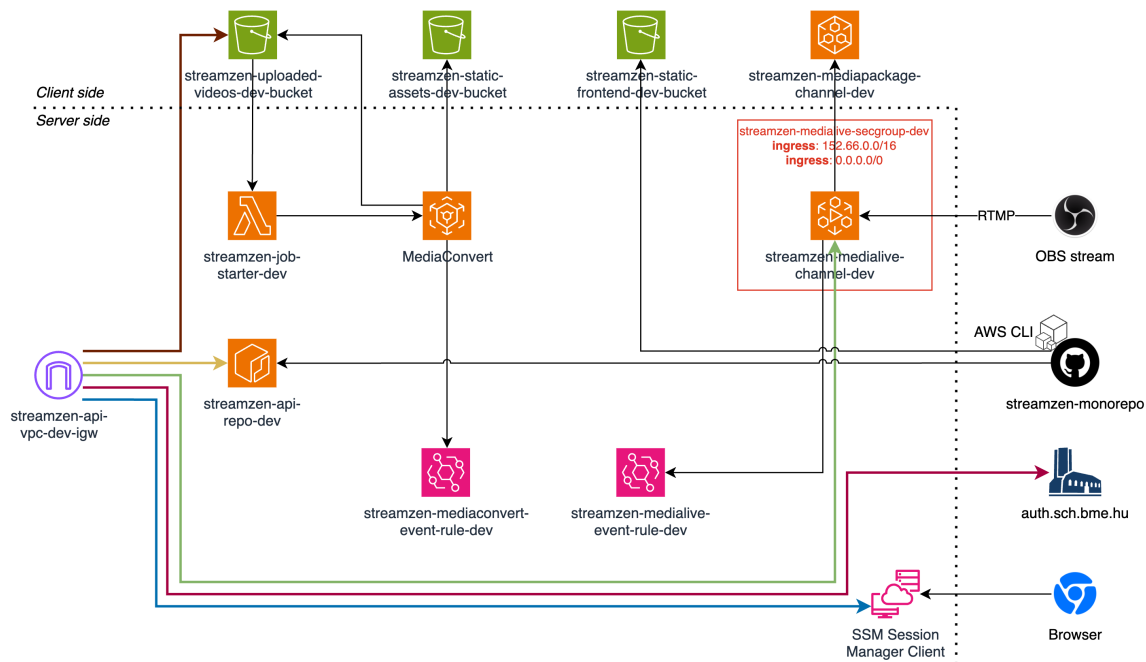 streamzen-uploaded-
videos-dev-bucket
streamzen-static-
assets-dev-bucket
streamzen-static-
frontend-dev-bucket
streamzen-mediapackage-
channel-dev
Client side
Server side
streamzen-medialive-secgroup-dev
ingress: 152.66.0.0/16
ingress: 0.0.0.0/0
RTMP
streamzen-job-
starter-dev
MediaConvert
streamzen-medialive-
channel-dev
OBS stream
AWS CLI
streamzen-api-
vpc-dev-igw
streamzen-api-
repo-dev
streamzen-monorepo
streamzen-mediaconvert-
event-rule-dev
streamzen-medialive-
event-rule-dev
auth.sch.bme.hu
SSM Session
Manager Client
Browser